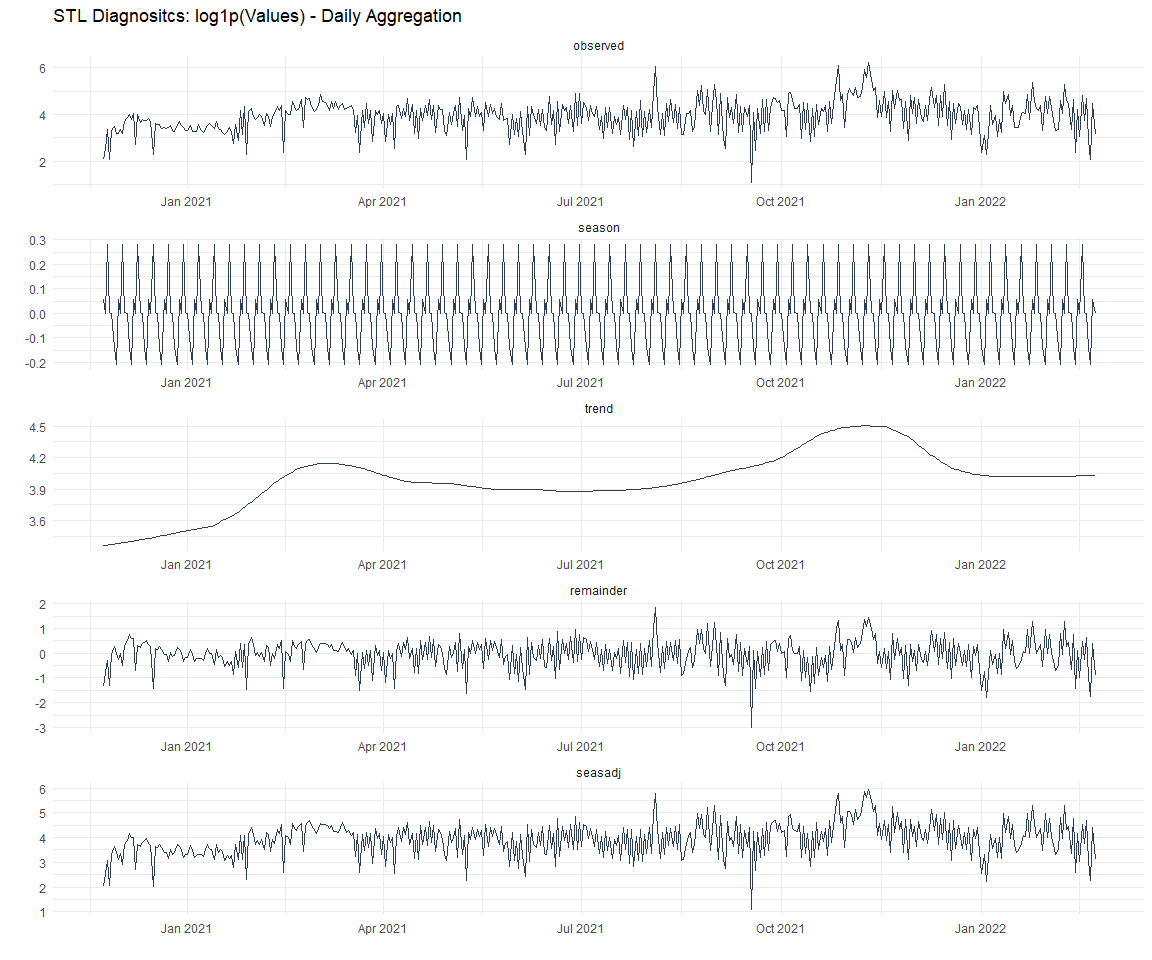 STL Diagnositcs: log1p(Values) - Daily Aggregation
observed
6
4
2
Jan 2021 Apr 2021 Jul 2021 Oct 2021 Jan 2022
season
0.3
0.2
0.1
0.0
-0.1
-0.2
Jan 2021 Apr 2021 Jul 2021 Oct 2021 Jan 2022
trend
4.5
4.2
3.9
3.6
Jan 2021 Apr 2021 Jul 2021 Oct 2021 Jan 2022
remainder
2
1
0
-1
-2
-3
Jan 2021 Apr 2021 Jul 2021 Oct 2021 Jan 2022
seasadj
6
5
4
3
2
1
Jan 2021 Apr 2021 Jul 2021 Oct 2021 Jan 2022